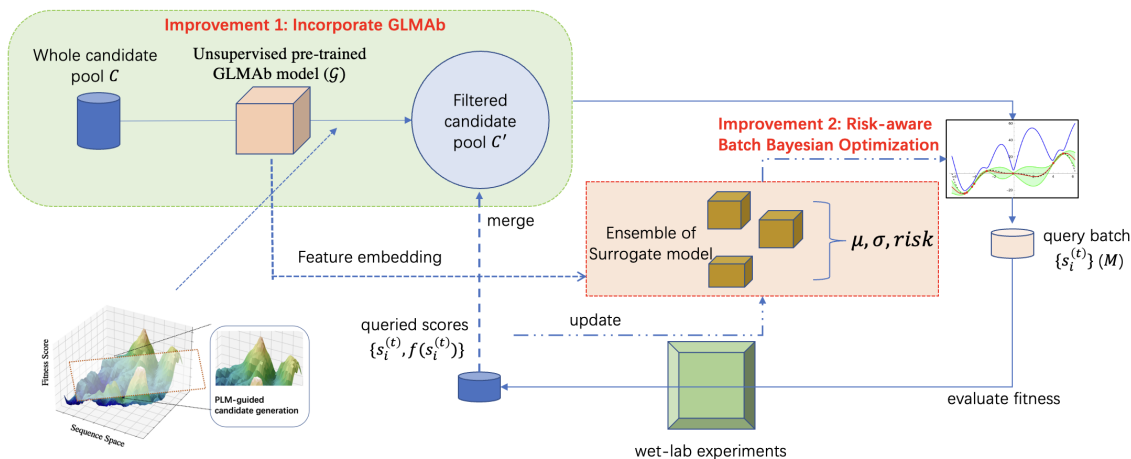 Improvement 1: Incorporate GLMAb
Whole candidate
pool C
Unsupervised pre-trained
GLMAb model (𝒢)
Filtered
candidate
pool C′
Improvement 2: Risk-aware
Batch Bayesian Optimization
merge
Ensemble of
Surrogate model
μ, σ, risk
query batch
{s_i^(t)} (M)
Feature embedding
queried scores
{s_i^(t), f(s_i^(t))}
update
Fitness Score
Sequence Space
PLM-guided
candidate generation
evaluate fitness
wet-lab experiments